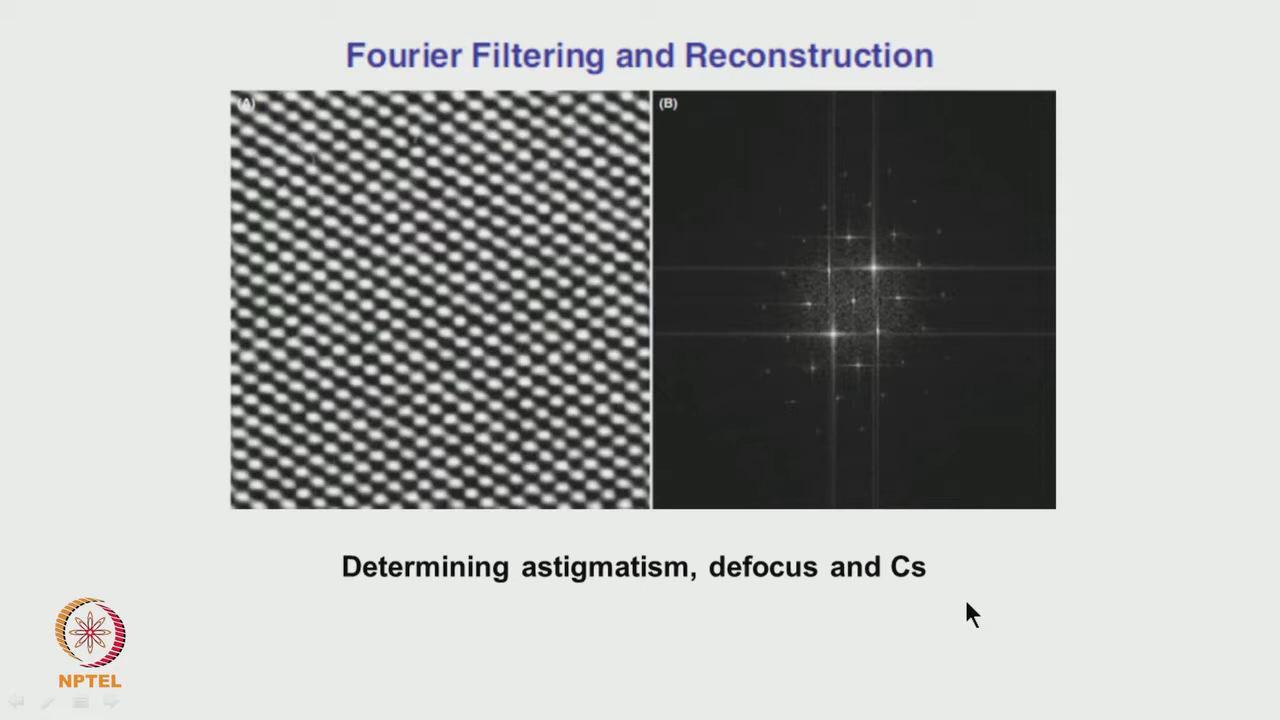 Fourier Filtering and Reconstruction
(A)
(B)
Determining astigmatism, defocus and Cs
NPTEL